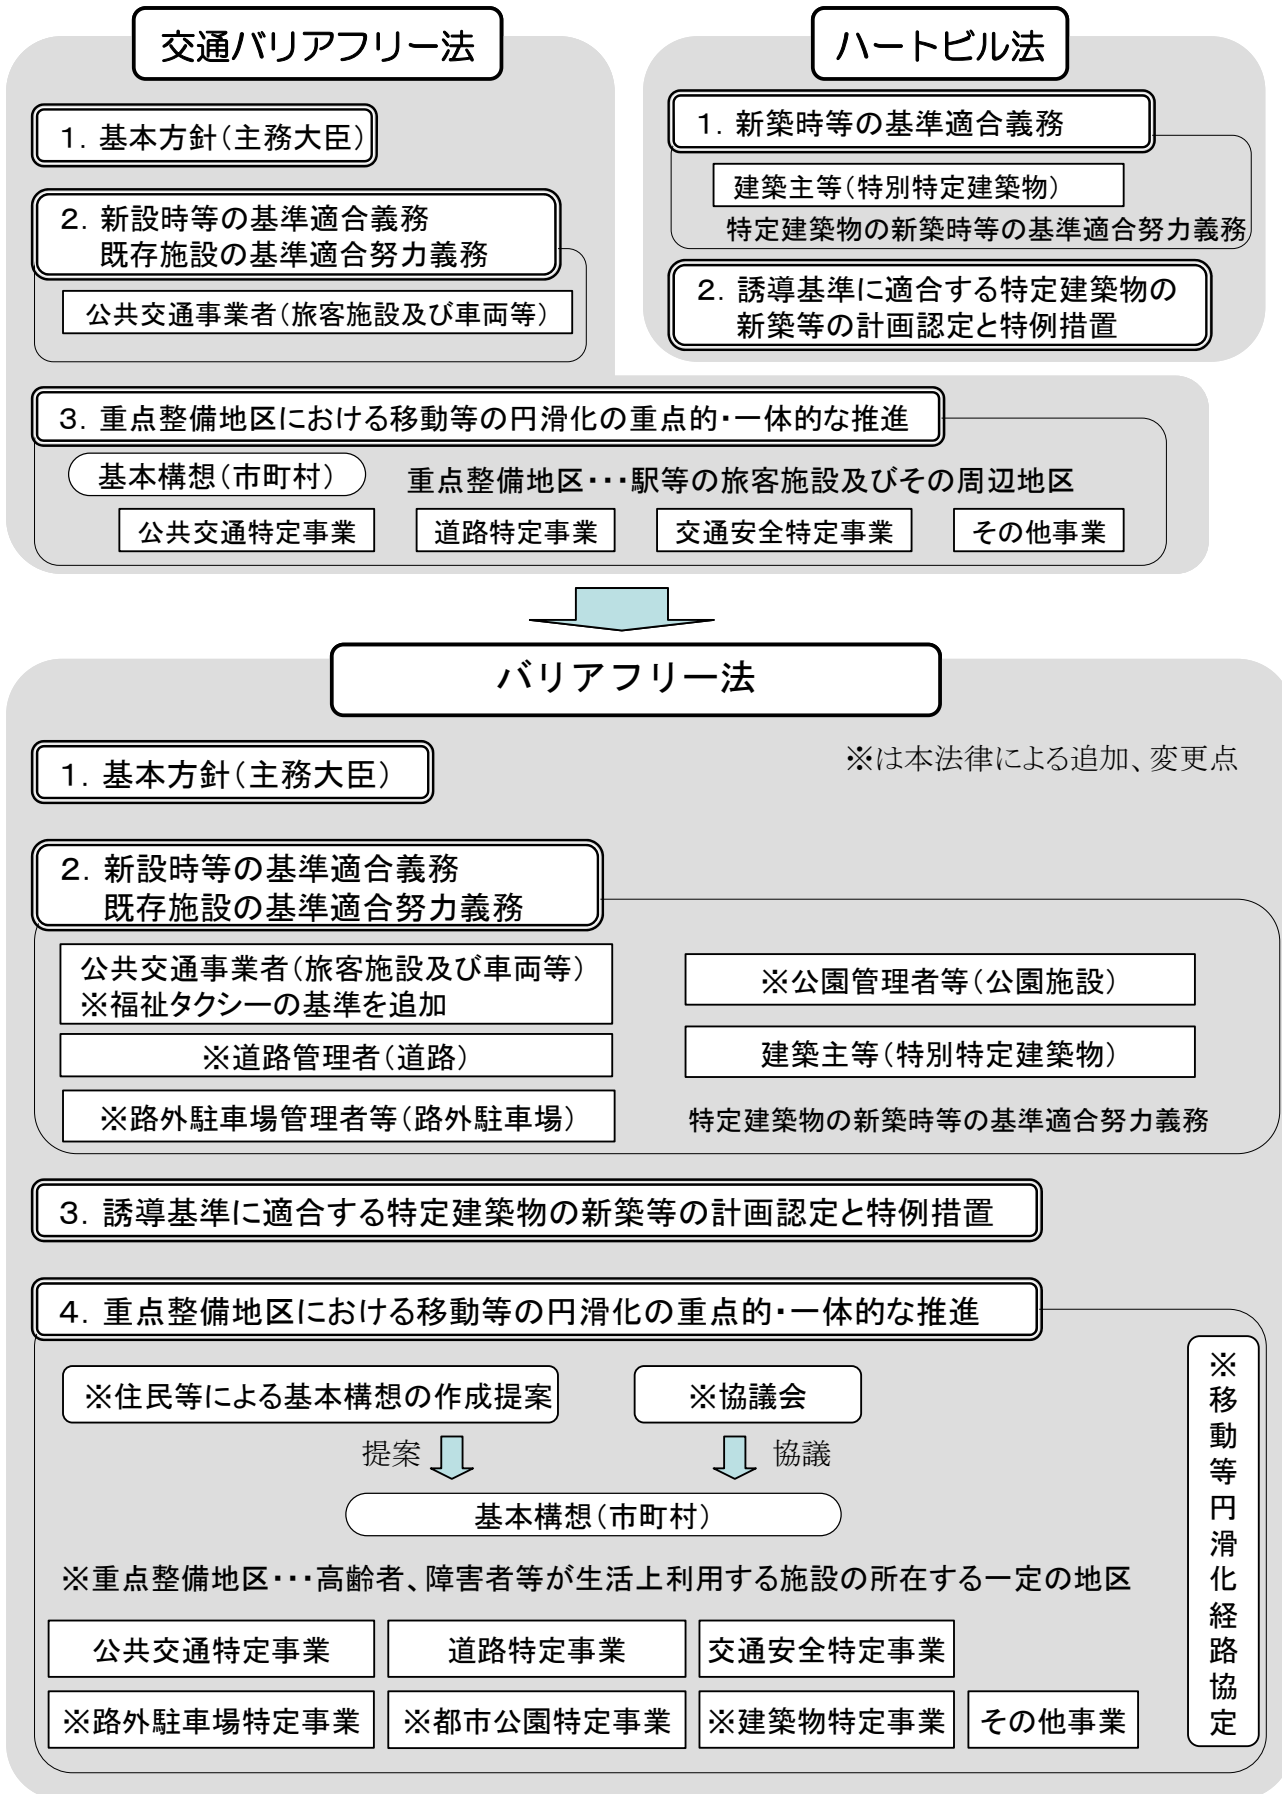 交通バリアフリー法
1. 基本方針(主務大臣)
2. 新設時等の基準適合義務
既存施設の基準適合努力義務
公共交通事業者(旅客施設及び車両等)
ハートビル法
1. 新築時等の基準適合義務
建築主等(特別特定建築物)
特定建築物の新築時等の基準適合努力義務
2. 誘導基準に適合する特定建築物の
新築等の計画認定と特例措置
3. 重点整備地区における移動等の円滑化の重点的・一体的な推進
基本構想(市町村)
重点整備地区・・・駅等の旅客施設及びその周辺地区
公共交通特定事業
道路特定事業
交通安全特定事業
その他事業
バリアフリー法
※は本法律による追加、変更点
1. 基本方針(主務大臣)
2. 新設時等の基準適合義務
既存施設の基準適合努力義務
公共交通事業者(旅客施設及び車両等)
※福祉タクシーの基準を追加
※道路管理者(道路)
※路外駐車場管理者等(路外駐車場)
※公園管理者等(公園施設)
建築主等(特別特定建築物)
特定建築物の新築時等の基準適合努力義務
3. 誘導基準に適合する特定建築物の新築等の計画認定と特例措置
4. 重点整備地区における移動等の円滑化の重点的・一体的な推進
※住民等による基本構想の作成提案
※協議会
提案
協議
基本構想(市町村)
※重点整備地区・・・高齢者、障害者等が生活上利用する施設の所在する一定の地区
公共交通特定事業
道路特定事業
交通安全特定事業
※路外駐車場特定事業
※都市公園特定事業
※建築物特定事業
その他事業
※移動等円滑化経路協定